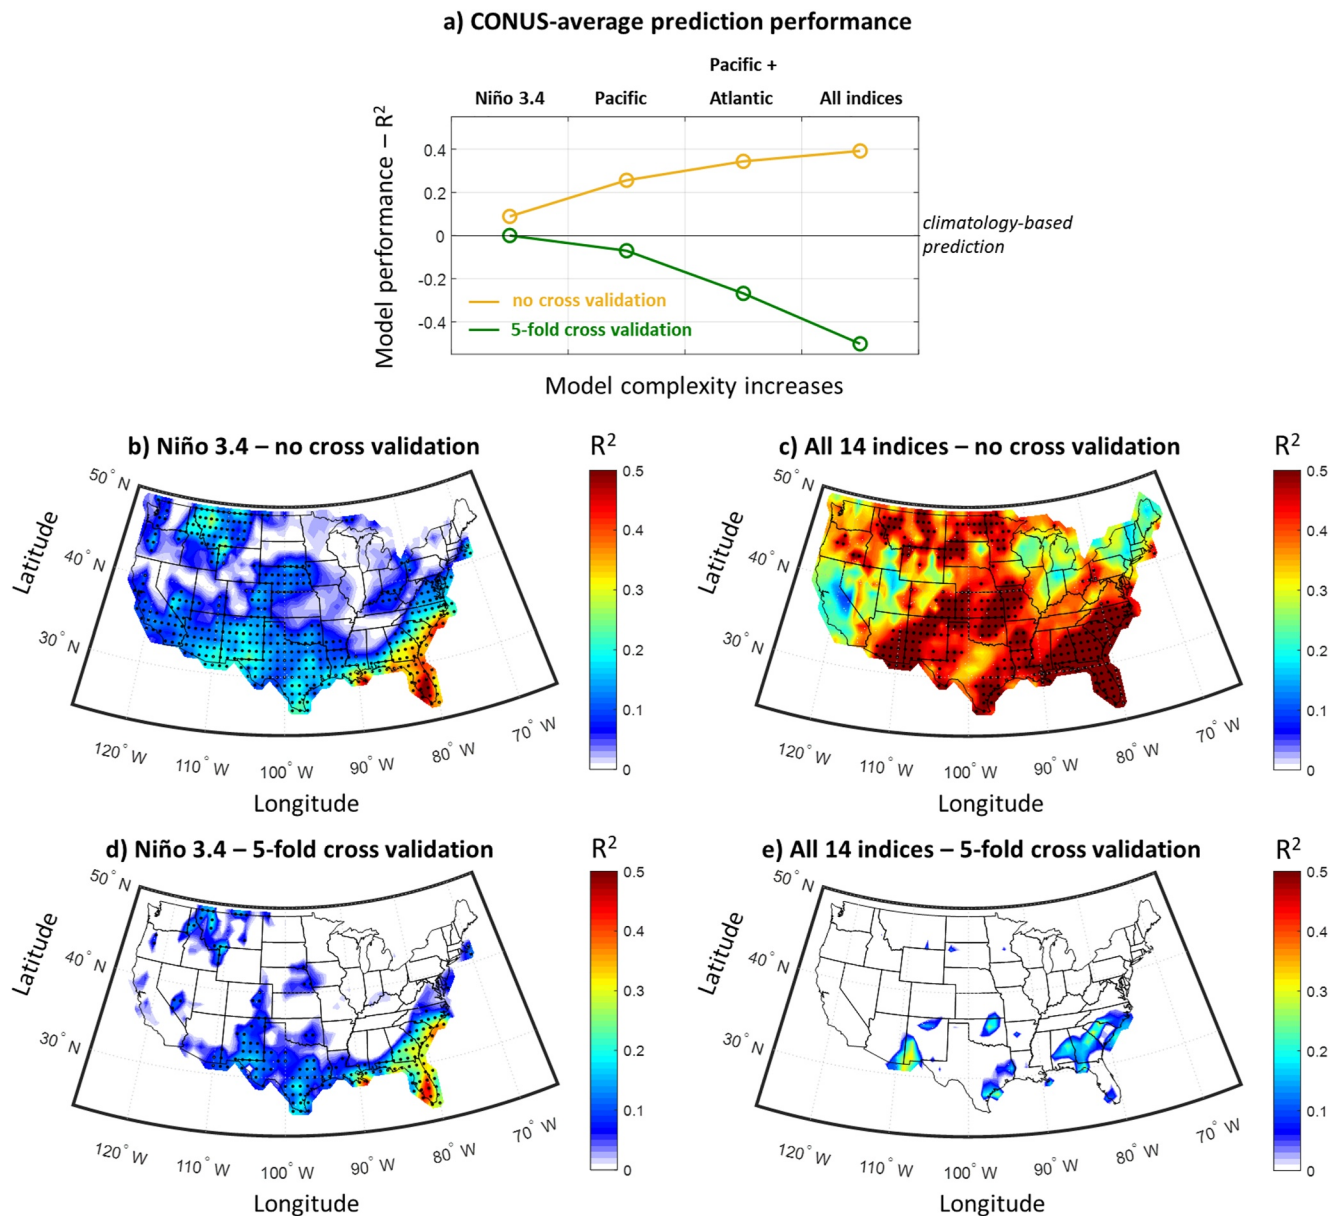 a) CONUS-average prediction performance
Pacific +
Niño 3.4 Pacific Atlantic All indices
Model performance – R²
0.4
0.2
0
-0.2
-0.4
climatology-based
prediction
no cross validation
5-fold cross validation
Model complexity increases
b) Niño 3.4 – no cross validation
R²
50° N
40° N
30° N
Latitude
120° W
110° W
100° W
90° W
80° W
70° W
Longitude
0.5
0.4
0.3
0.2
0.1
0
c) All 14 indices – no cross validation
R²
50° N
40° N
30° N
Latitude
120° W
110° W
100° W
90° W
80° W
70° W
Longitude
0.5
0.4
0.3
0.2
0.1
0
d) Niño 3.4 – 5-fold cross validation
R²
50° N
40° N
30° N
Latitude
120° W
110° W
100° W
90° W
80° W
70° W
Longitude
0.5
0.4
0.3
0.2
0.1
0
e) All 14 indices – 5-fold cross validation
R²
50° N
40° N
30° N
Latitude
120° W
110° W
100° W
90° W
80° W
70° W
Longitude
0.5
0.4
0.3
0.2
0.1
0